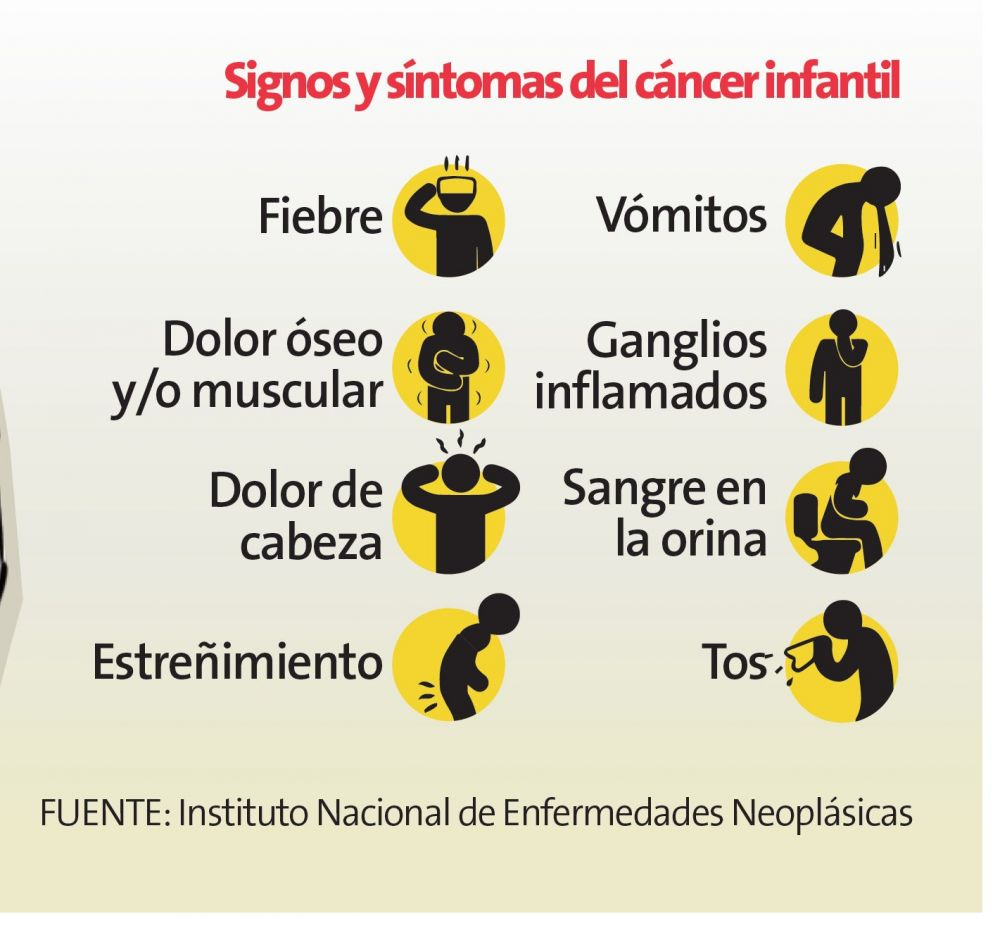 Signos y síntomas del cáncer infantil
Fiebre
Vómitos
Dolor óseo
y/o muscular
Ganglios
inflamados
Dolor de
cabeza
Sangre en
la orina
Estreñimiento
Tos
FUENTE: Instituto Nacional de Enfermedades Neoplásicas